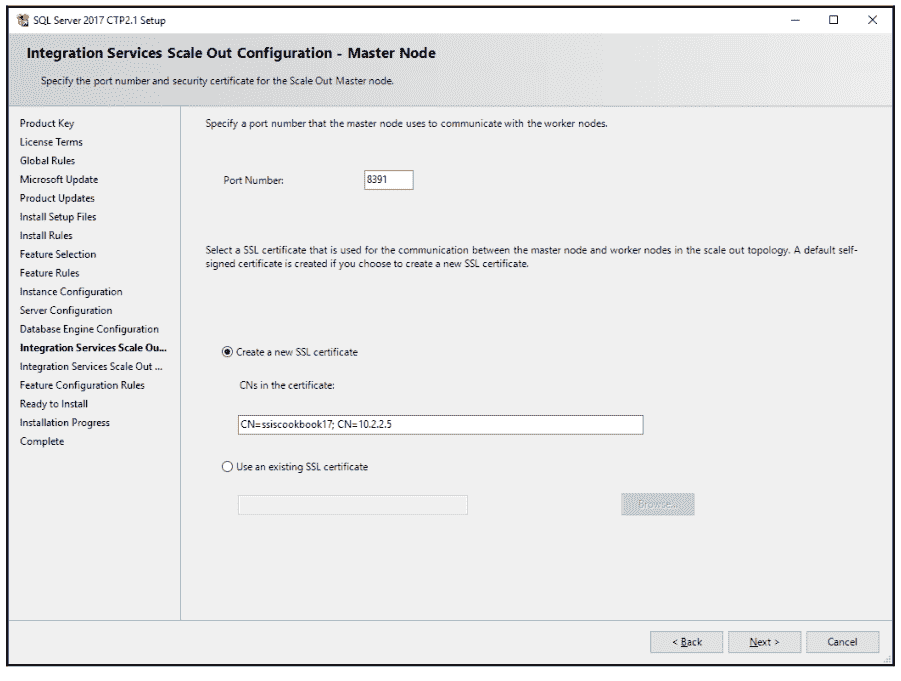 SQL Server 2017 CTP2.1 Setup
Integration Services Scale Out Configuration - Master Node
Specify the port number and security certificate for the Scale Out Master node.
Product Key
License Terms
Global Rules
Microsoft Update
Product Updates
Install Setup Files
Install Rules
Feature Selection
Feature Rules
Instance Configuration
Server Configuration
Database Engine Configuration
Integration Services Scale Ou...
Integration Services Scale Out ...
Feature Configuration Rules
Ready to Install
Installation Progress
Complete
Specify a port number that the master node uses to communicate with the worker nodes.
Port Number: 8391
Select a SSL certificate that is used for the communication between the master node and worker nodes in the scale out topology. A default self-
signed certificate is created if you choose to create a new SSL certificate.
Create a new SSL certificate
CNs in the certificate:
CN=ssiscookbook17; CN=10.2.2.5
Use an existing SSL certificate
Browse...
< Back Next > Cancel